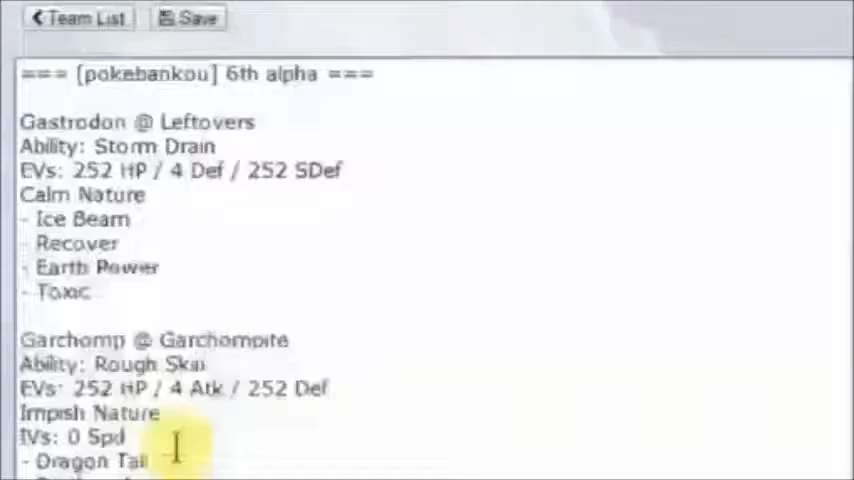 Team List Save
=== [pokebankou] 6th alpha ===
Gastrodon @ Leftovers
Ability: Storm Drain
EVs: 252 HP / 4 Def / 252 SDef
Calm Nature
- Ice Beam
- Recover
- Earth Power
- Toxic
Garchomp @ Garchompite
Ability: Rough Skin
EVs: 252 HP / 4 Atk / 252 Def
Impish Nature
IVs: 0 Spd
- Dragon Tail